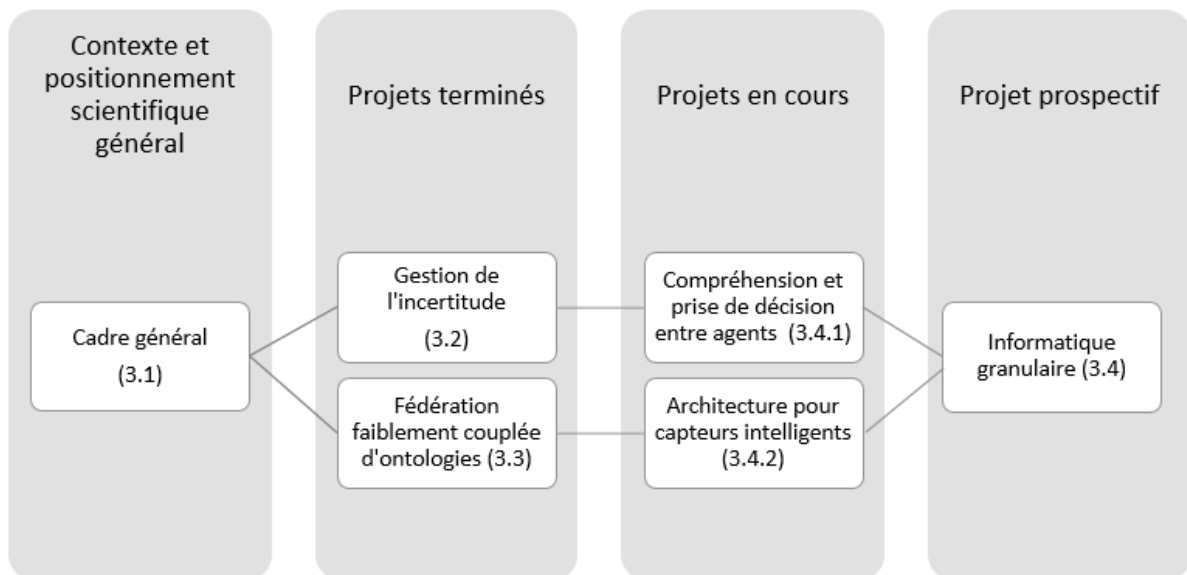 Contexte et
positionnement
scientifique
général
Projets terminés
Projets en cours
Projet prospectif
Cadre général
(3.1)
Gestion de
l'incertitude
(3.2)
Fédération
faiblement couplée
d'ontologies (3.3)
Compréhension et
prise de décision
entre agents (3.4.1)
Architecture pour
capteurs intelligents
(3.4.2)
Informatique
granulaire (3.4)